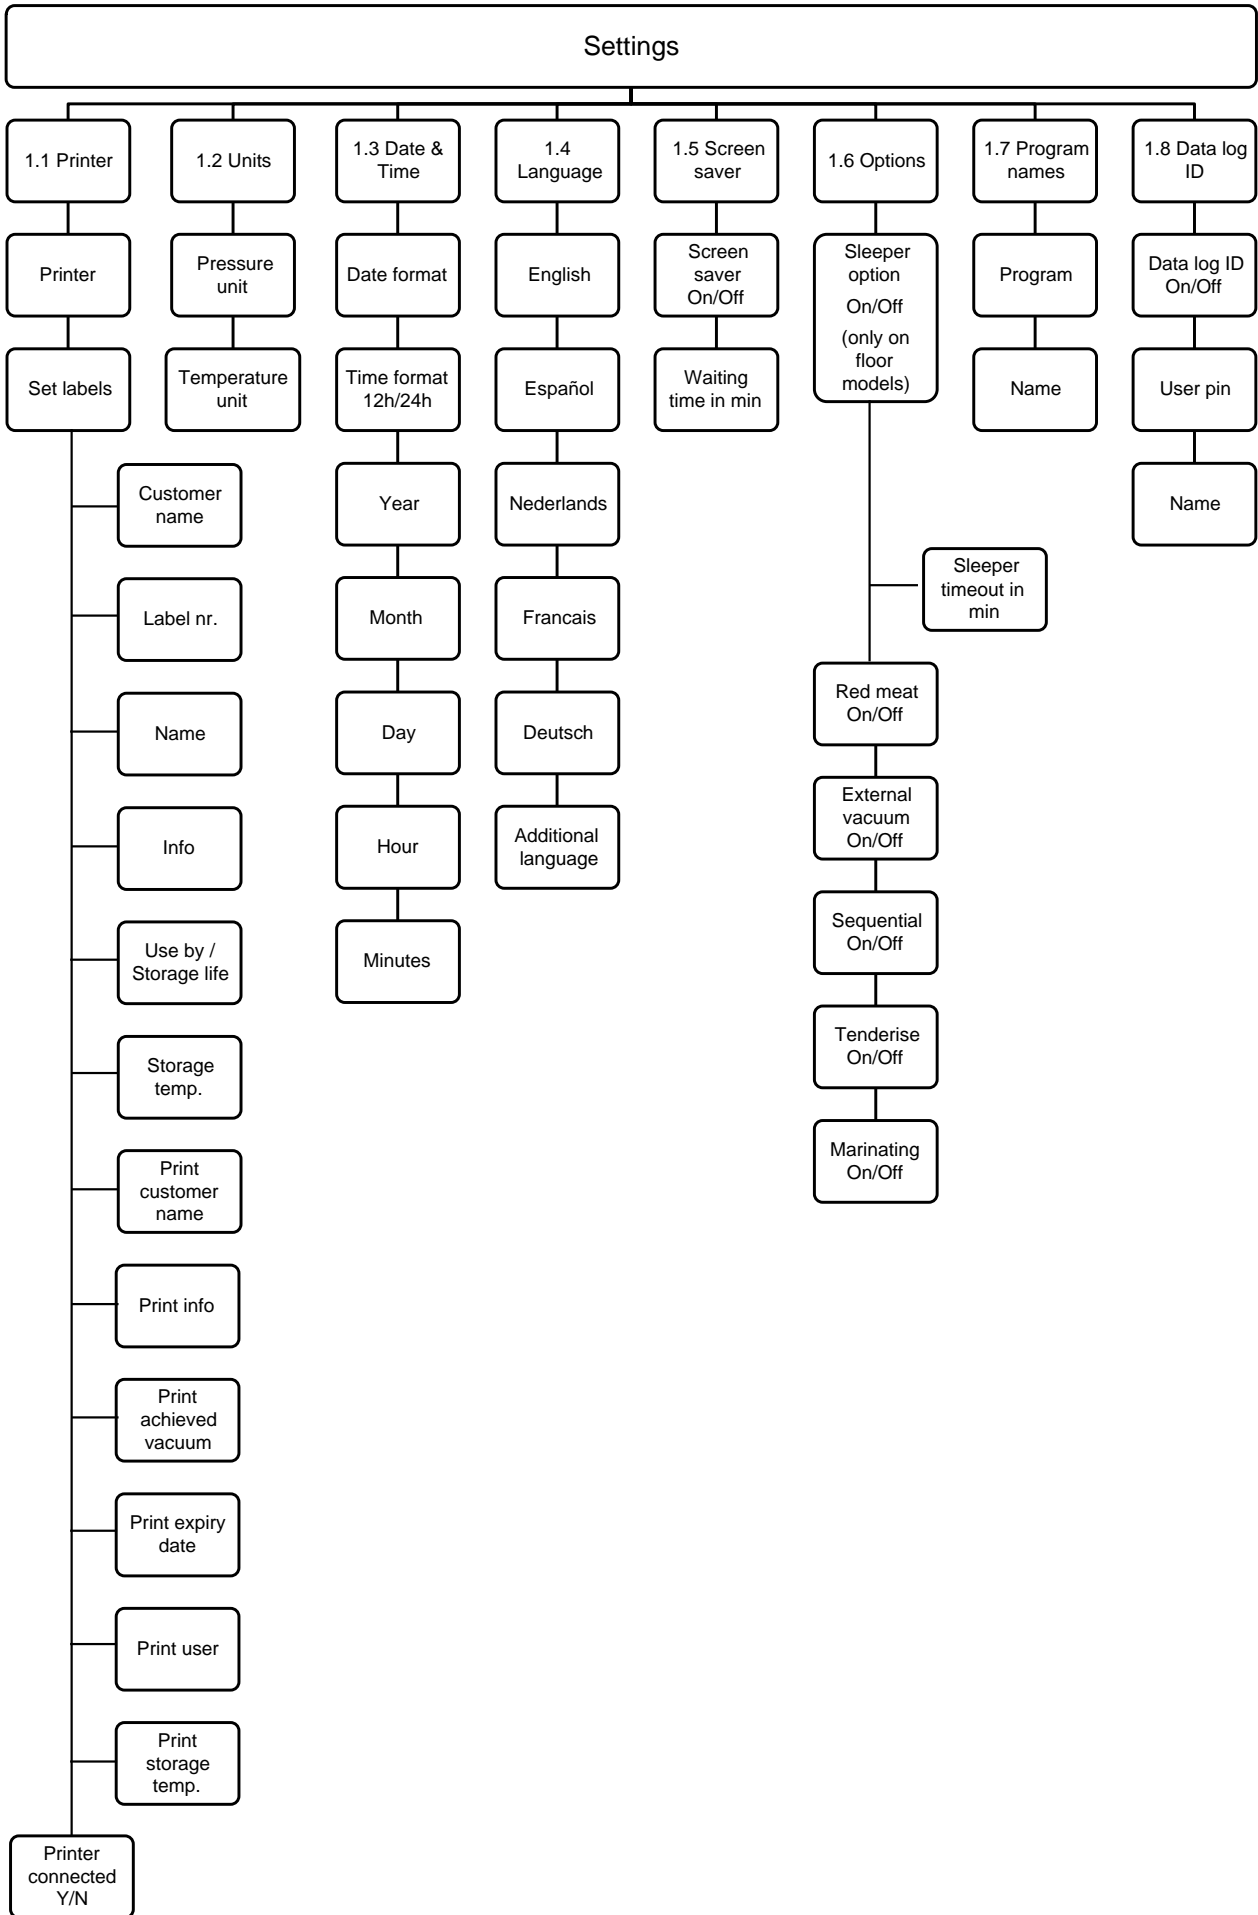 Settings
1.1 Printer
Printer
Set labels
Customer
name
Label nr.
Name
Info
Use by /
Storage life
Storage
temp.
Print
customer
name
Print info
Print
achieved
vacuum
Print expiry
date
Print user
Print
storage
temp.
Printer
connected
Y/N
1.2 Units
Pressure
unit
Temperature
unit
1.3 Date &
Time
Date format
Time format
12h/24h
Year
Month
Day
Hour
Minutes
1.4
Language
English
Español
Nederlands
Francais
Deutsch
Additional
language
1.5 Screen
saver
Screen
saver
On/Off
Waiting
time in min
1.6 Options
Sleeper
option
On/Off
(only on
floor
models)
Sleeper
timeout in
min
Red meat
On/Off
External
vacuum
On/Off
Sequential
On/Off
Tenderise
On/Off
Marinating
On/Off
1.7 Program
names
Program
Name
1.8 Data log
ID
Data log ID
On/Off
User pin
Name